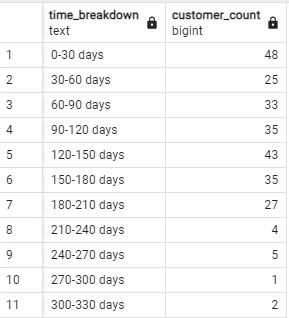 time_breakdown customer_count
text bigint
1 0-30 days 48
2 30-60 days 25
3 60-90 days 33
4 90-120 days 35
5 120-150 days 43
6 150-180 days 35
7 180-210 days 27
8 210-240 days 4
9 240-270 days 5
10 270-300 days 1
11 300-330 days 2